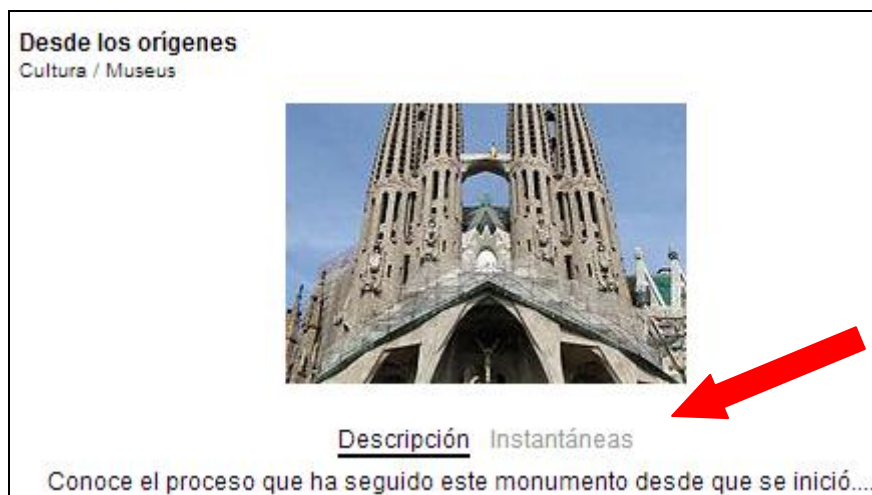 Desde los orígenes
Cultura / Museus
Descripción Instantáneas
Conoce el proceso que ha seguido este monumento desde que se inició....